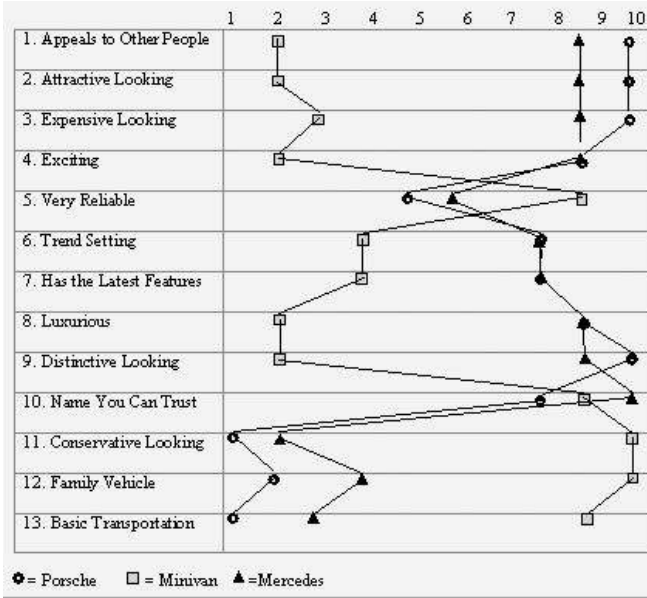 1 2 3 4 5 6 7 8 9 10
1. Appeals to Other People
2. Attractive Looking
3. Expensive Looking
4. Exciting
5. Very Reliable
6. Trend Setting
7. Has the Latest Features
8. Luxurious
9. Distinctive Looking
10. Name You Can Trust
11. Conservative Looking
12. Family Vehicle
13. Basic Transportation
= Porsche = Minivan =Mercedes